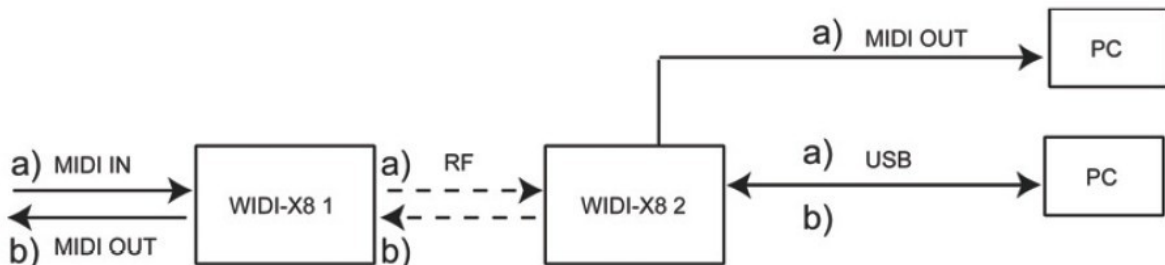 a) MIDI OUT
PC
a) MIDI IN
WIDI-X8 1
b) MIDI OUT
a) RF
b)
WIDI-X8 2
a) USB
b)
PC